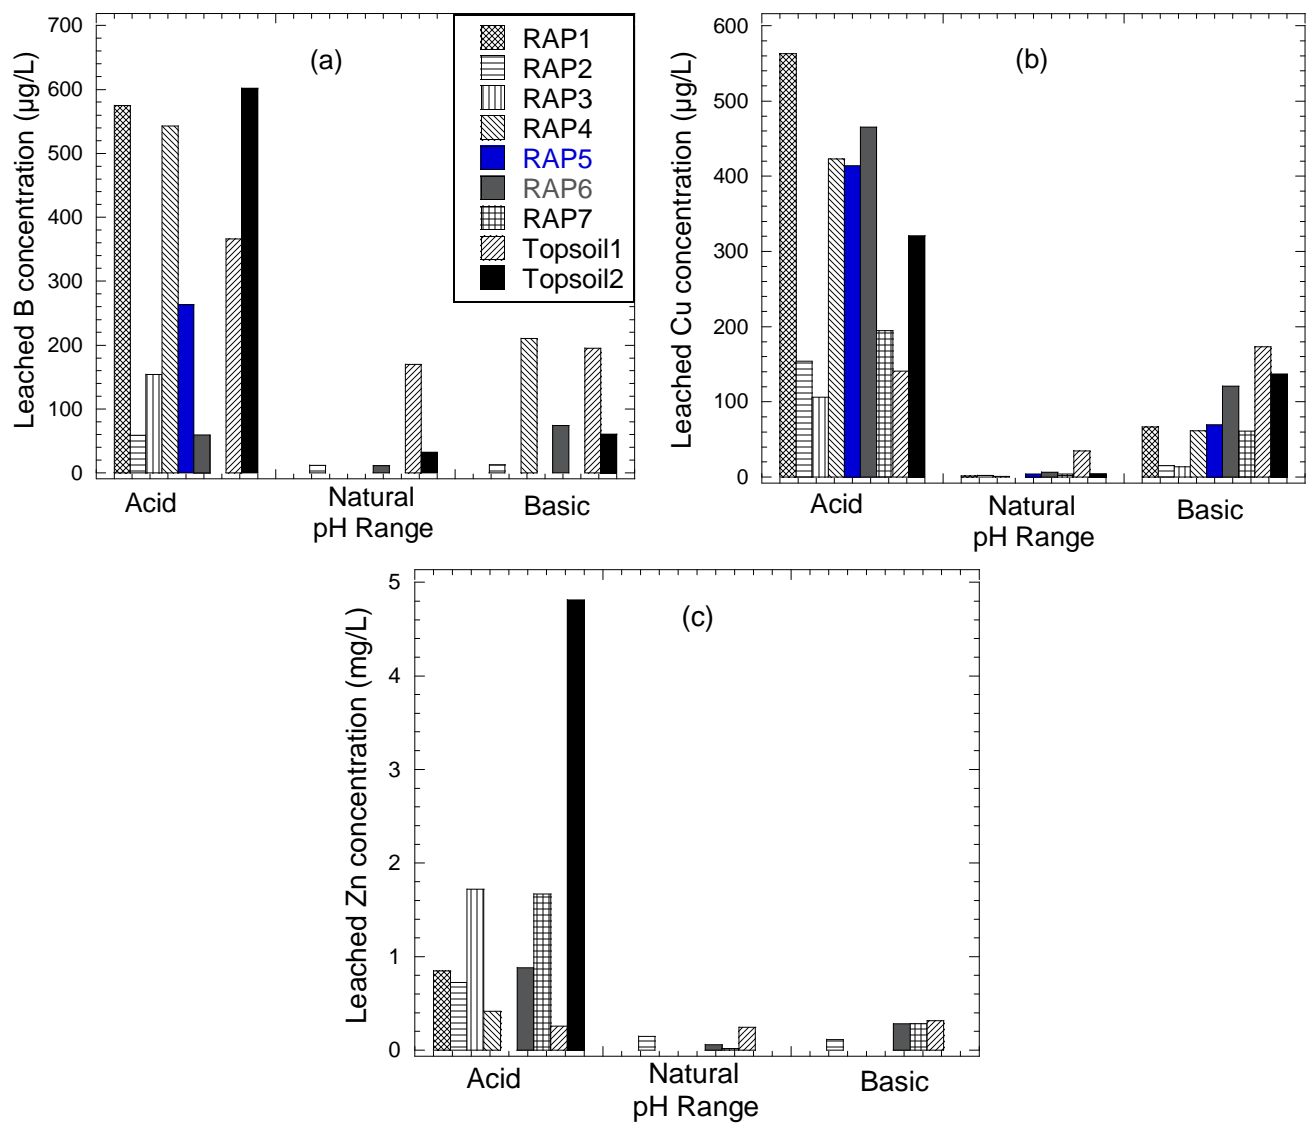 Leached B concentration (µg/L)
700
600
500
400
300
200
100
0
(a)
RAP1
RAP2
RAP3
RAP4
RAP5
RAP6
RAP7
Topsoil1
Topsoil2
Acid
Natural
Basic
pH Range
Leached Cu concentration (µg/L)
600
500
400
300
200
100
0
(b)
Acid
Natural
Basic
pH Range
Leached Zn concentration (mg/L)
5
4
3
2
1
0
(c)
Acid
Natural
Basic
pH Range